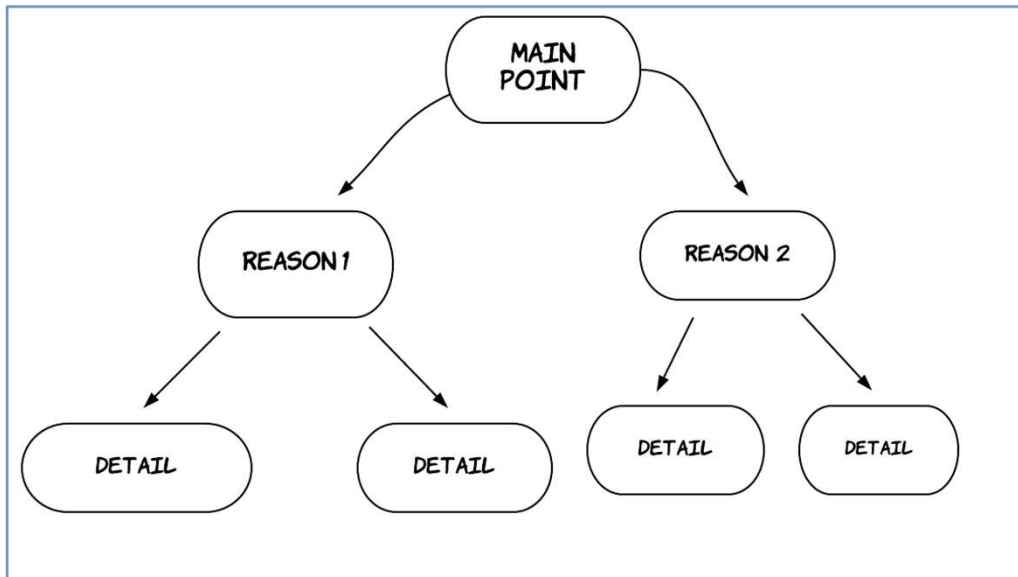 MAIN
POINT
REASON 1
REASON 2
DETAIL
DETAIL
DETAIL
DETAIL